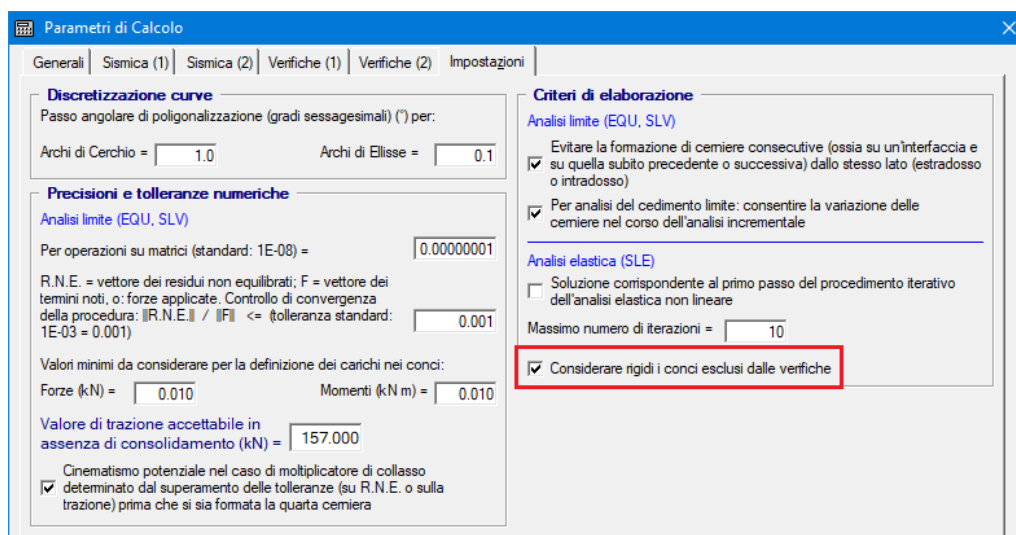 Parametri di Calcolo
Generali
Sismica (1)
Sismica (2)
Verifiche (1)
Verifiche (2)
Impostazioni
Discretizzazione curve
Passo angolare di poligonalizzazione (gradi sessagesimali) (°) per:
Archi di Cerchio = 1.0
Archi di Ellisse = 0.1
Precisioni e tolleranze numeriche
Analisi limite (EQU, SLV)
Per operazioni su matrici (standard: 1E-08) = 0.00000001
R.N.E. = vettore dei residui non equilibrati; F = vettore dei
termini noti, o: forze applicate. Controllo di convergenza
della procedura: ||R.N.E.|| / ||F|| <= (tolleranza standard:
1E-03 = 0.001)
0.001
Valori minimi da considerare per la definizione dei carichi nei conci:
Forze (kN) = 0.010
Momenti (kN m) = 0.010
Valore di trazione accettabile in
assenza di consolidamento (kN) = 157.000
Cinematismo potenziale nel caso di moltiplicatore di collasso
determinato dal superamento delle tolleranze (su R.N.E. o sulla
trazione) prima che si sia formata la quarta cerniera
Criteri di elaborazione
Analisi limite (EQU, SLV)
Evitare la formazione di cerniere consecutive (ossia su un'interfaccia e
su quella subito precedente o successiva) dallo stesso lato (estradosso
o intradosso)
Per analisi del cedimento limite: consentire la variazione delle
cerniere nel corso dell'analisi incrementale
Analisi elastica (SLE)
Soluzione corrispondente al primo passo del procedimento iterativo
dell'analisi elastica non lineare
Massimo numero di iterazioni = 10
Considerare rigidi i conci esclusi dalle verifiche